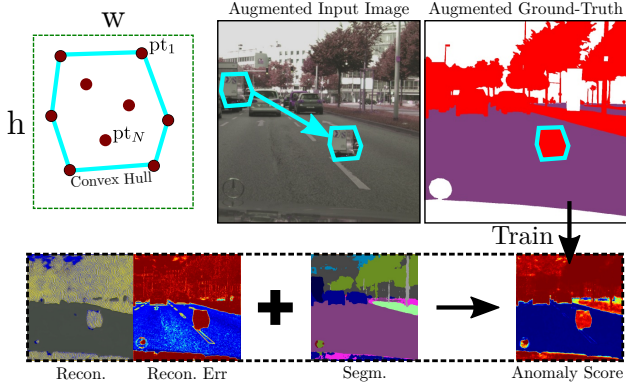 w
Augmented Input Image
Augmented Ground-Truth
pt1
h
ptN
Convex Hull
Train
Recon.
Recon. Err
Segm.
Anomaly Score